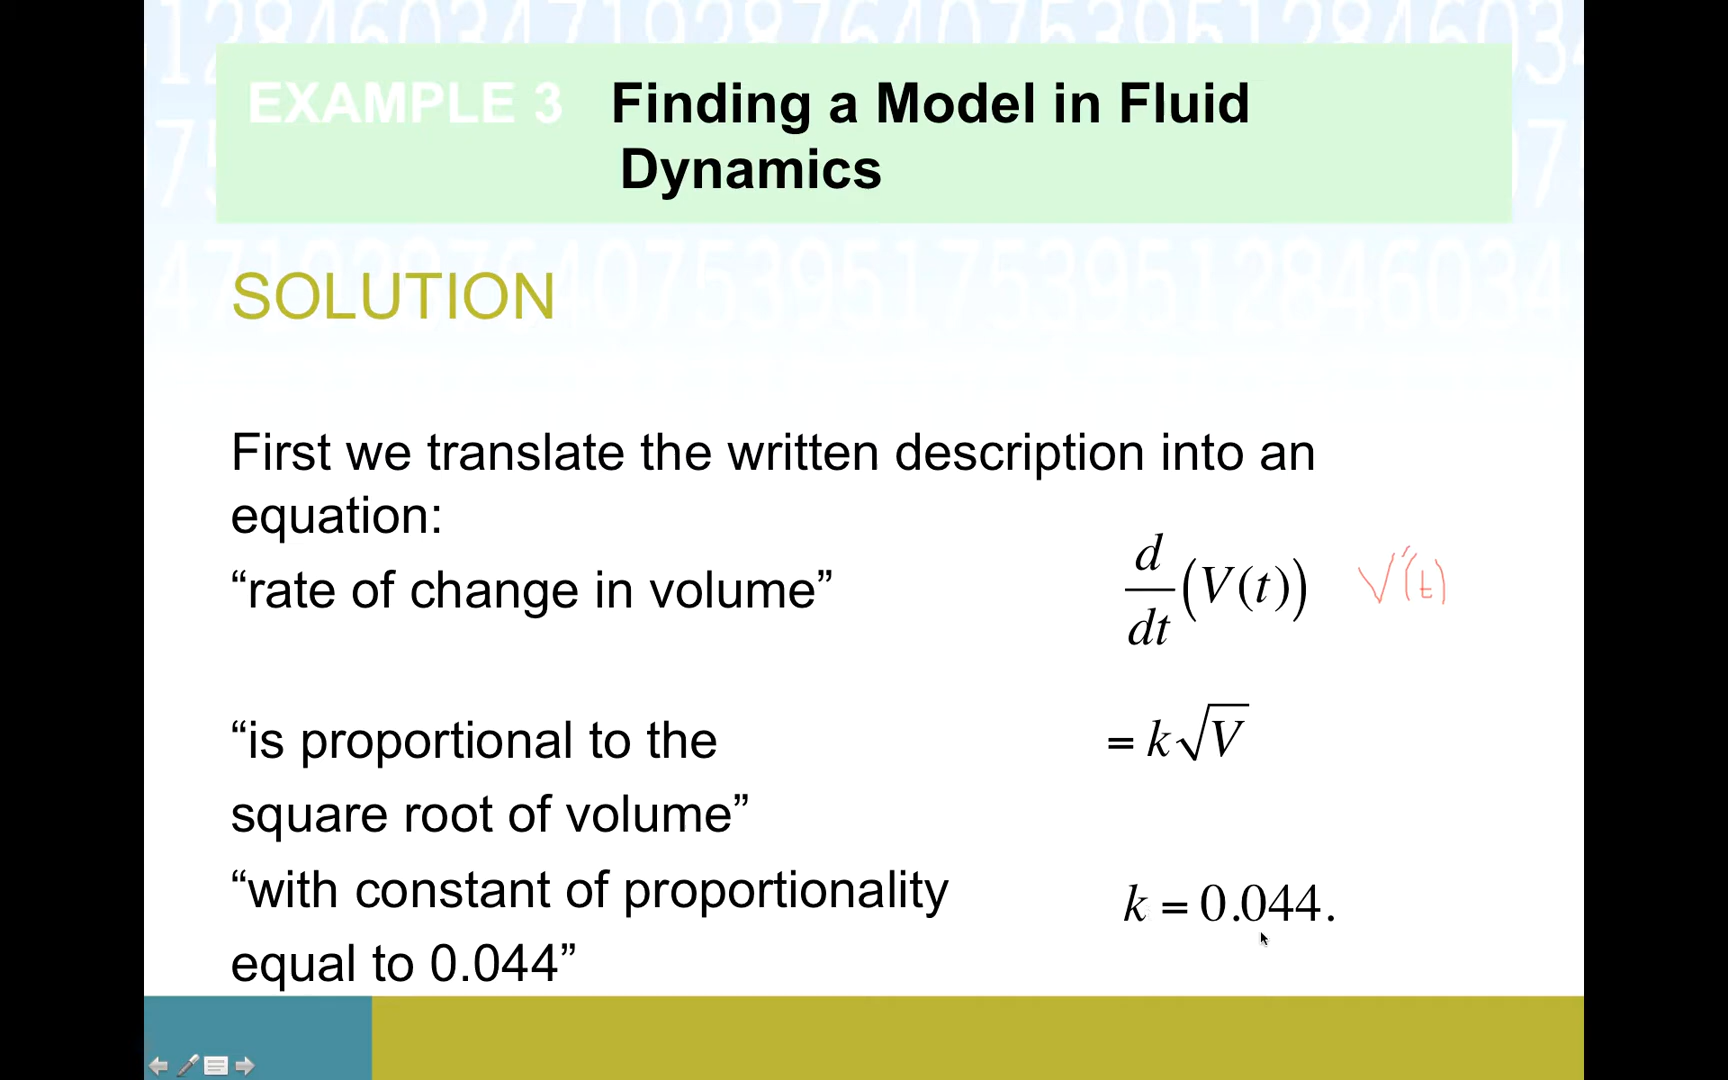 EXAMPLE 3 Finding a Model in Fluid
Dynamics
SOLUTION
First we translate the written description into an
equation:
“rate of change in volume” d/dt (V(t)) V'(t)
“is proportional to the = k√V
square root of volume”
“with constant of proportionality k = 0.044.
equal to 0.044”